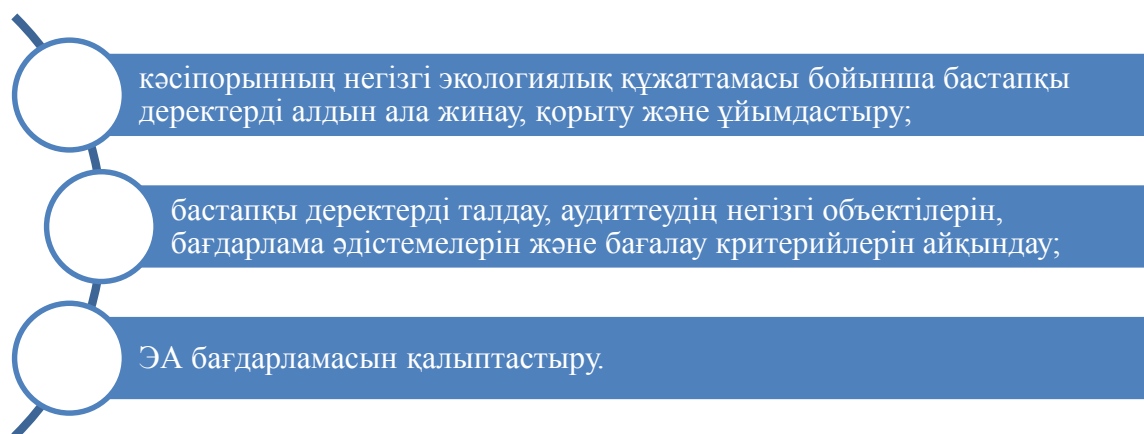 кәсіпорынның негізгі экологиялық құжаттамасы бойынша бастапқы
деректерді алдын ала жинау, қорыту және ұйымдастыру;
бастапқы деректерді талдау, аудиттеудің негізгі объектілерін,
бағдарлама әдістемелерін және бағалау критерийлерін айқындау;
ЭА бағдарламасын қалыптастыру.